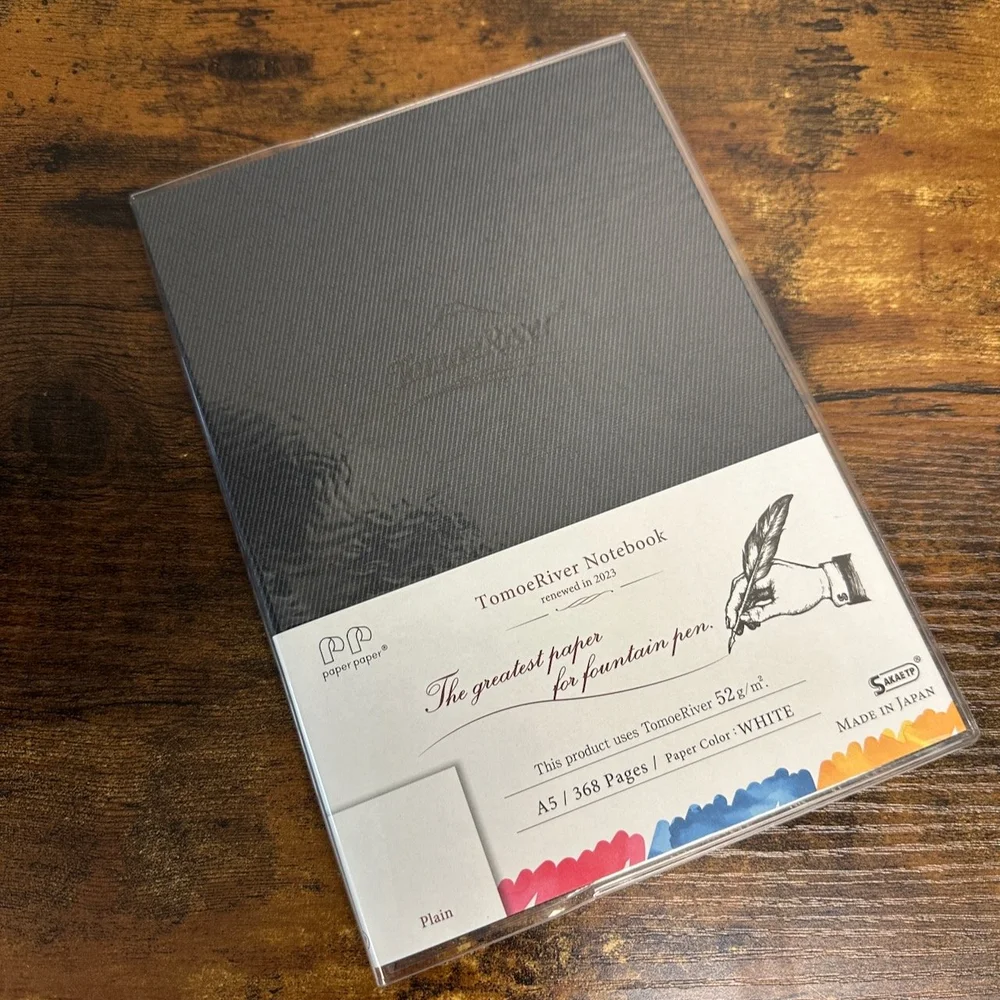 TomoeRiver
TomoeRiver Notebook
renewed in 2023
PP
paper paper®
The greatest paper
for fountain pen.
This product uses TomoeRiver 52g/m².
A5 / 368 Pages / Paper Color : WHITE
SAKAETP®
MADE IN JAPAN
Plain